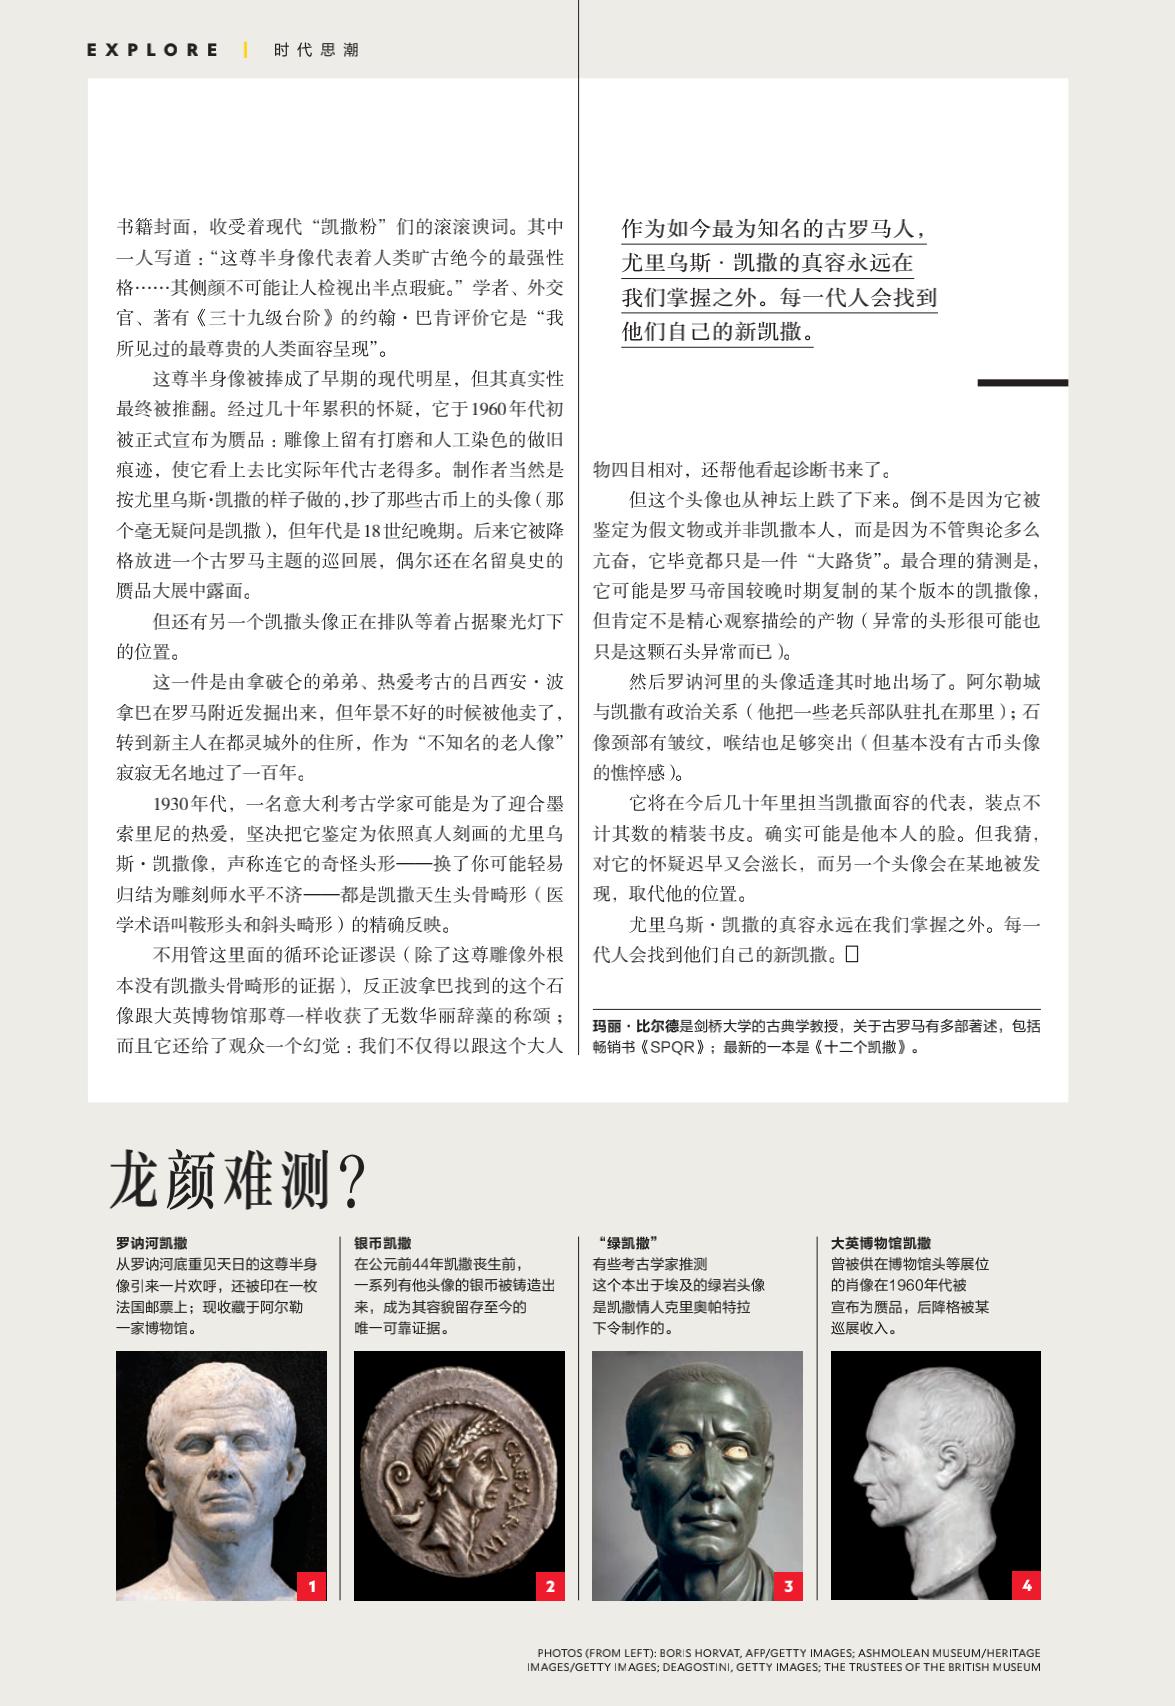 EXPLORE | 时代思潮
书籍封面，收受着现代“凯撒粉”们的滚滚谀词。其中
一人写道：“这尊半身像代表着人类旷古绝今的最强性
格……其侧颜不可能让人检视出半点瑕疵。”学者、外交
官、著有《三十九级台阶》的约翰·巴肯评价它是“我
所见过的最尊贵的人类面容呈现”。
这尊半身像被捧成了早期的现代明星，但其真实性
最终被推翻。经过几十年累积的怀疑，它于1960年代初
被正式宣布为赝品：雕像上留有打磨和人工染色的做旧
痕迹，使它看上去比实际年代古老得多。制作者当然是
按尤里乌斯·凯撒的样子做的，抄了那些古币上的头像（那
个毫无疑问是凯撒），但年代是18世纪晚期。后来它被降
格放进一个古罗马主题的巡回展，偶尔还在名留臭史的
赝品大展中露面。
但还有另一个凯撒头像正在排队等着占据聚光灯下
的位置。
这一件是由拿破仑的弟弟、热爱考古的吕西安·波
拿巴在罗马附近发掘出来，但年景不好的时候被他卖了，
转到新主人在都灵城外的住所，作为“不知名的老人像”
寂寂无名地过了一百年。
1930年代，一名意大利考古学家可能是为了迎合墨
索里尼的热爱，坚决把它鉴定为依照真人刻画的尤里乌
斯·凯撒像，声称连它的奇怪头形——换了你可能轻易
归结为雕刻师水平不济——都是凯撒天生头骨畸形（医
学术语叫鞍形头和斜头畸形）的精确反映。
不用管这里面的循环论证谬误（除了这尊雕像外根
本没有凯撒头骨畸形的证据），反正波拿巴找到的这个石
像跟大英博物馆那尊一样收获了无数华丽辞藻的称颂；
而且它还给了观众一个幻觉：我们不仅得以跟这个大人
作为如今最为知名的古罗马人，
尤里乌斯·凯撒的真容永远在
我们掌握之外。每一代人会找到
他们自己的新凯撒。
物四目相对，还帮他看起诊断书来了。
但这个头像也从神坛上跌了下来。倒不是因为它被
鉴定为假文物或并非凯撒本人，而是因为不管舆论多么
亢奋，它毕竟都只是一件“大路货”。最合理的猜测是，
它可能是罗马帝国较晚时期复制的某个版本的凯撒像，
但肯定不是精心观察描绘的产物（异常的头形很可能也
只是这颗石头异常而已）。
然后罗讷河里的头像适逢其时地出场了。阿尔勒城
与凯撒有政治关系（他把一些老兵部队驻扎在那里）；石
像颈部有皱纹，喉结也足够突出（但基本没有古币头像
的憔悴感）。
它将在今后几十年里担当凯撒面容的代表，装点不
计其数的精装书皮。确实可能是他本人的脸。但我猜，
对它的怀疑迟早又会滋长，而另一个头像会在某地被发
现，取代他的位置。
尤里乌斯·凯撒的真容永远在我们掌握之外。每一
代人会找到他们自己的新凯撒。□
玛丽·比尔德是剑桥大学的古典学教授，关于古罗马有多部著述，包括
畅销书《SPQR》；最新的一本是《十二个凯撒》。
龙颜难测？
罗讷河凯撒
从罗讷河底重见天日的这尊半身
像引来一片欢呼，还被印在一枚
法国邮票上；现收藏于阿尔勒
一家博物馆。
银币凯撒
在公元前44年凯撒丧生前，
一系列有他头像的银币被铸造出
来，成为其容貌留存至今的
唯一可靠证据。
“绿凯撒”
有些考古学家推测
这个本出于埃及的绿岩头像
是凯撒情人克里奥帕特拉
下令制作的。
大英博物馆凯撒
曾被供在博物馆头等展位
的肖像在1960年代被
宣布为赝品，后降格被某
巡展收入。
1
CAESAR IM
2
3
4
PHOTOS (FROM LEFT): BORIS HORVAT, AFP/GETTY IMAGES; ASHMOLEAN MUSEUM/HERITAGE
IMAGES/GETTY IMAGES; DEAGOSTINI, GETTY IMAGES; THE TRUSTEES OF THE BRITISH MUSEUM